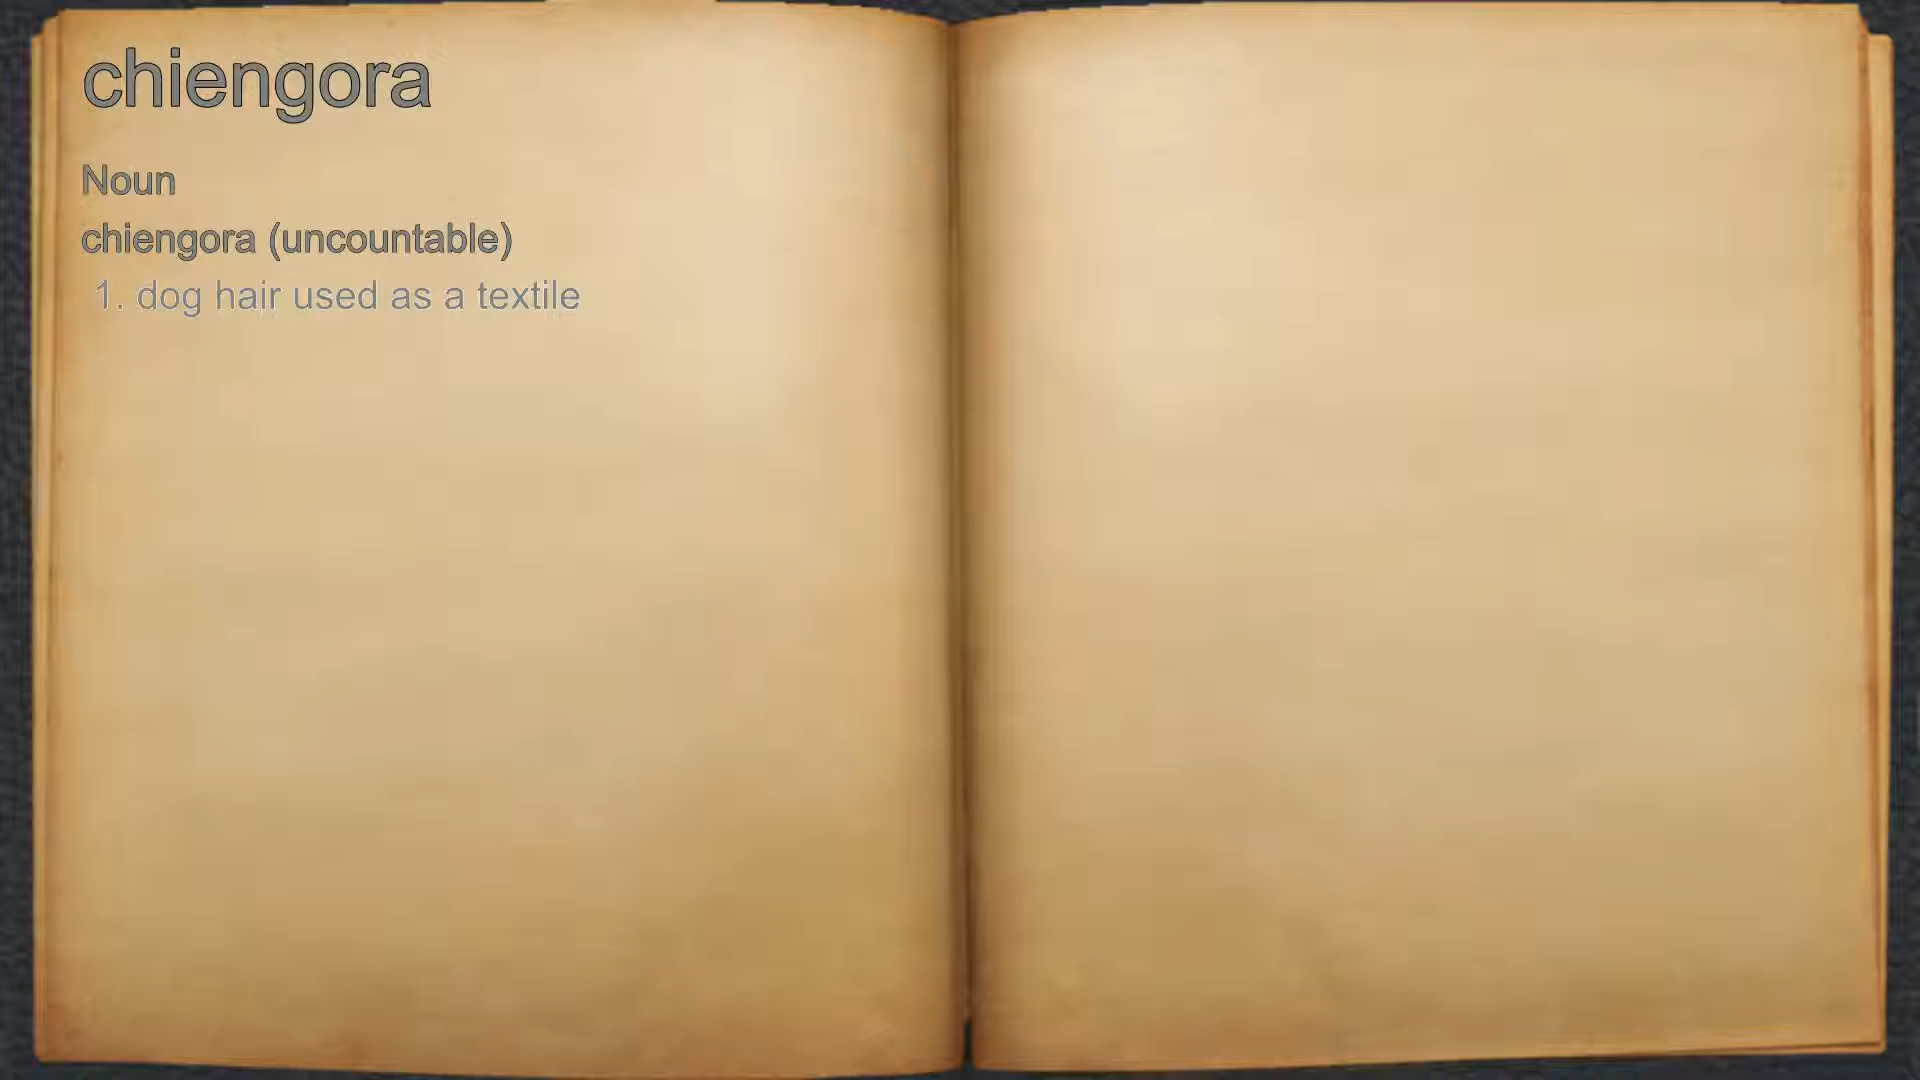 chiengora
Noun
chiengora (uncountable)
1. dog hair used as a textile